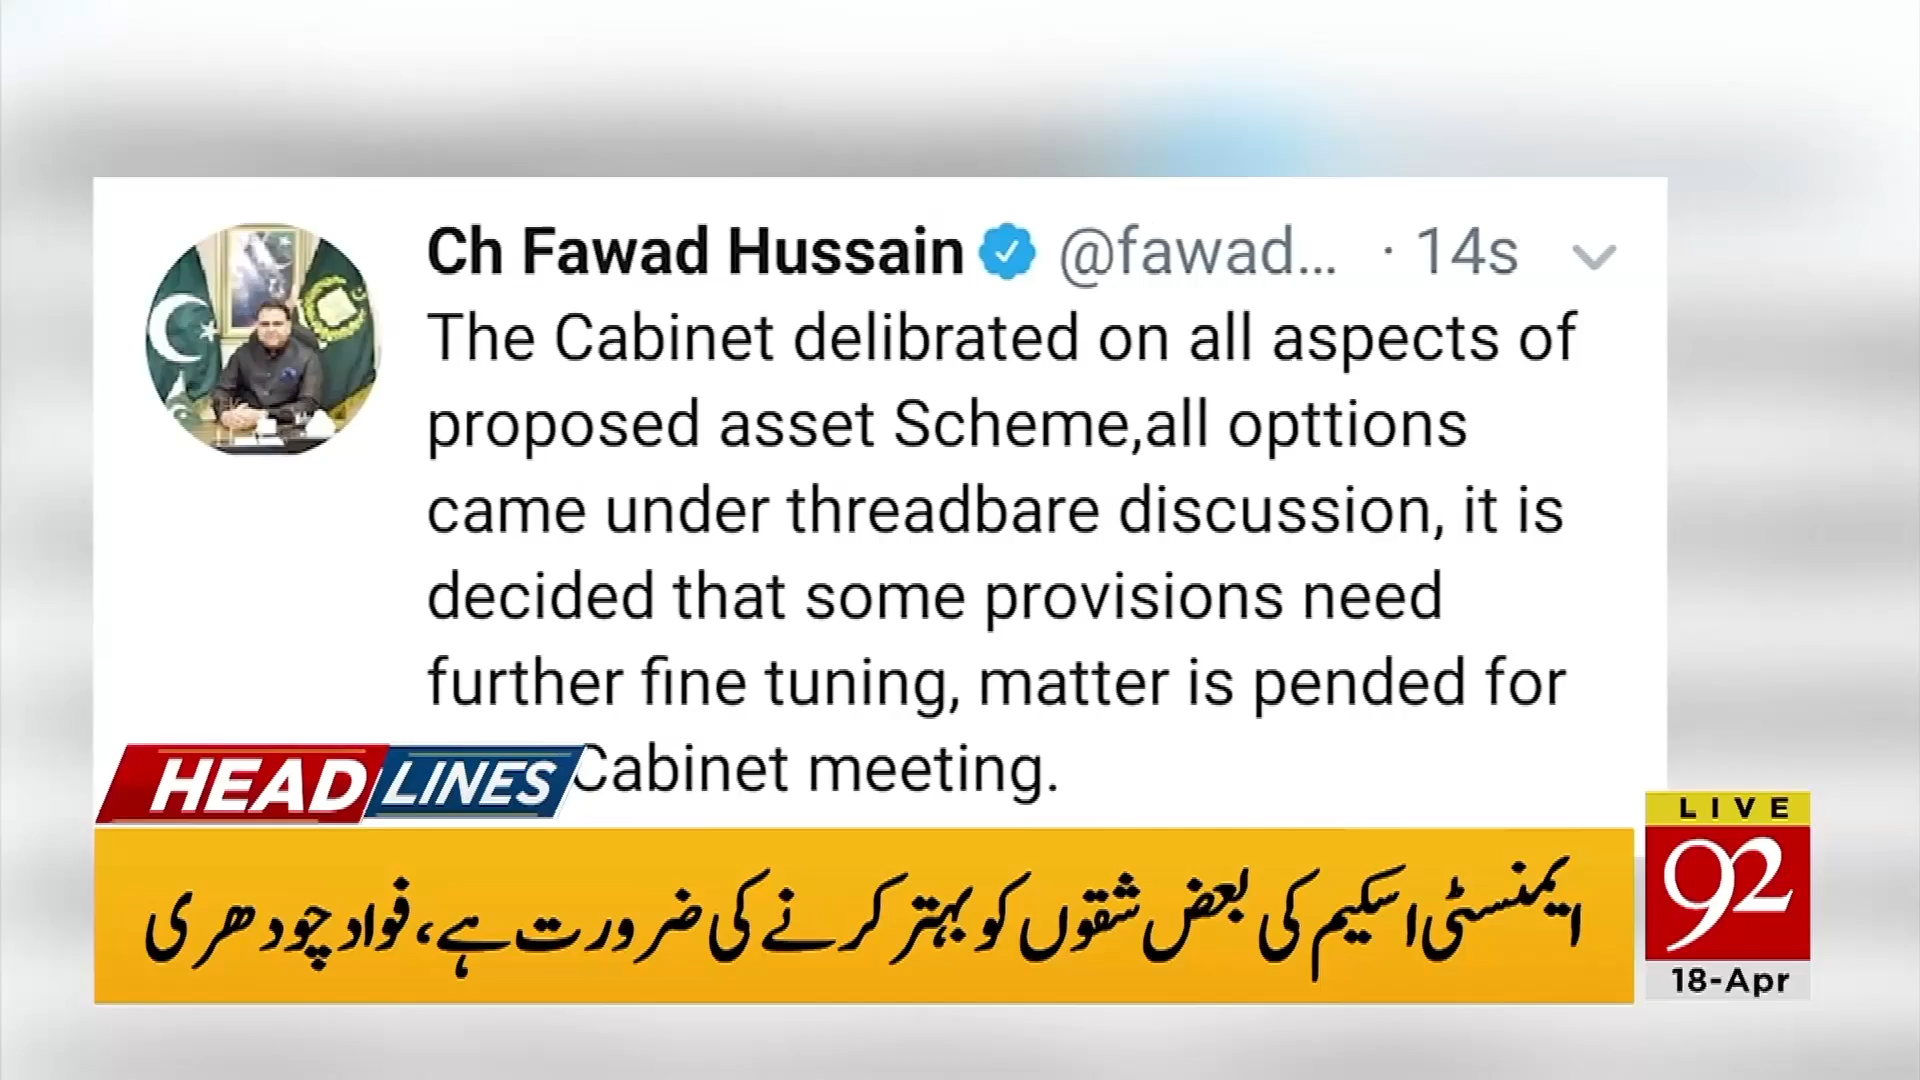 Ch Fawad Hussain @fawad... · 14s
The Cabinet delibrated on all aspects of
proposed asset Scheme,all opttions
came under threadbare discussion, it is
decided that some provisions need
further fine tuning, matter is pended for
Cabinet meeting.
HEADLINES
ایمنسٹی اسکیم کی بعض شقوں کو بہتر کرنے کی ضرورت ہے، فواد چودھری
LIVE
92
18-Apr